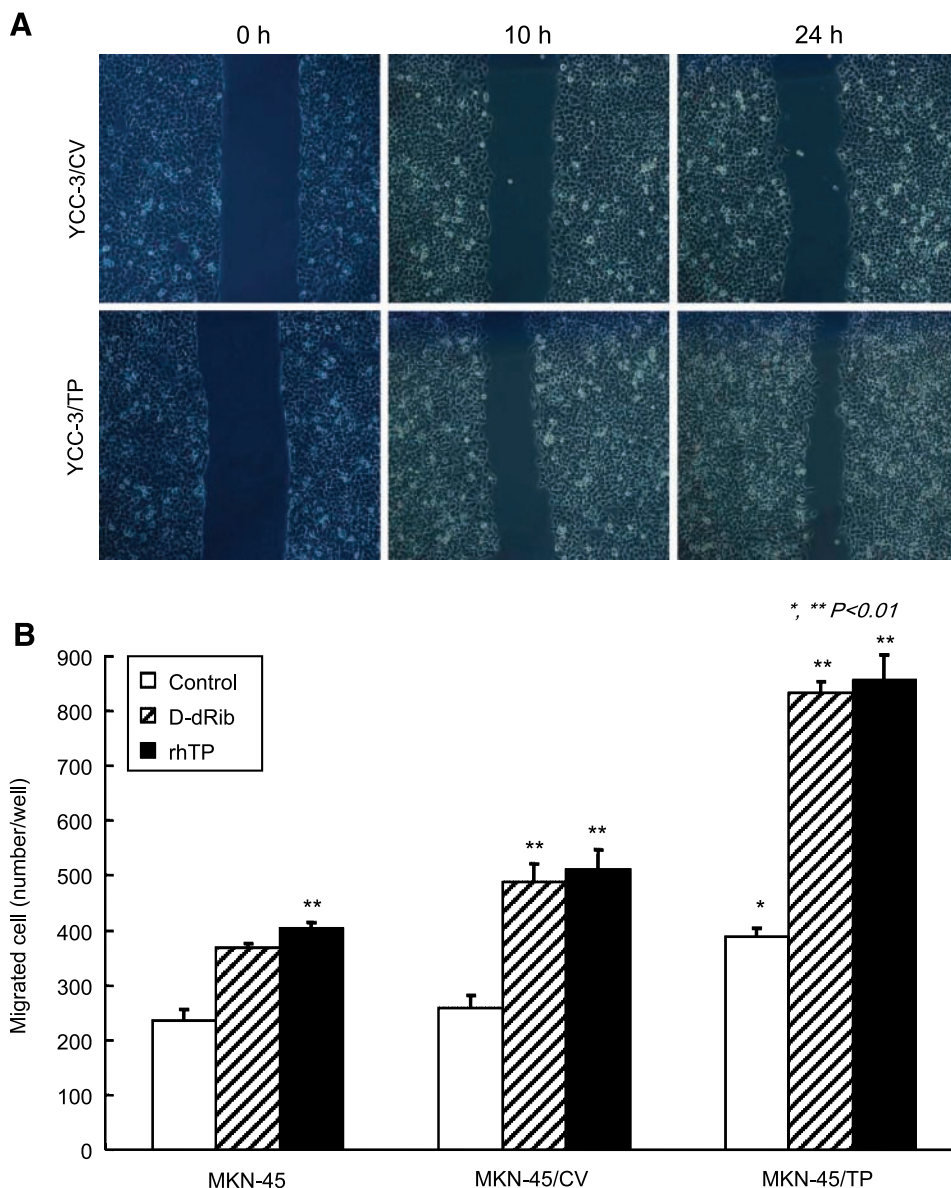 A
0 h 10 h 24 h
YCC-3/CV
YCC-3/TP
B
*, ** P<0.01
Migrated cell (number/well)
900
800
700
600
500
400
300
200
100
0
Control
D-dRib
rhTP
**
** **
* ** **
MKN-45 MKN-45/CV MKN-45/TP